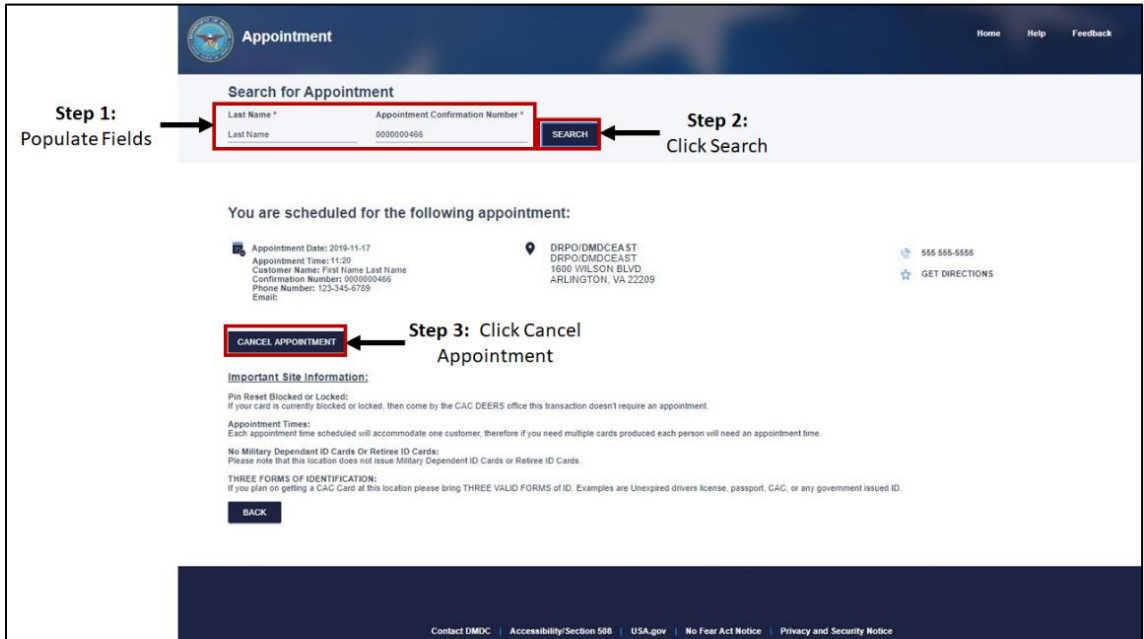 Appointment
Home Help Feedback
Search for Appointment
Step 1:
Populate Fields
Last Name * Appointment Confirmation Number *
Last Name 0000000466
SEARCH
Step 2:
Click Search
You are scheduled for the following appointment:
Appointment Date: 2019-11-17
Appointment Time: 11:20
Customer Name: First Name Last Name
Confirmation Number: 0000000466
Phone Number: 123-345-6789
Email:
DRPO/DMDCEAST
DRPO/DMDCEAST
1600 WILSON BLVD
ARLINGTON, VA 22209
555 555-5555
GET DIRECTIONS
CANCEL APPOINTMENT
Step 3: Click Cancel
Appointment
Important Site Information:
Pin Reset Blocked or Locked:
If your card is currently blocked or locked, then come by the CAC DEERS office this transaction doesn't require an appointment.
Appointment Times:
Each appointment time scheduled will accommodate one customer, therefore if you need multiple cards produced each person will need an appointment time.
No Military Dependant ID Cards Or Retiree ID Cards:
Please note that this location does not issue Military Dependent ID Cards or Retiree ID Cards.
THREE FORMS OF IDENTIFICATION:
If you plan on getting a CAC Card at this location please bring THREE VALID FORMS of ID. Examples are Unexpired drivers license, passport, CAC, or any government issued ID.
BACK
Contact DMDC | Accessibility/Section 508 | USA.gov | No Fear Act Notice | Privacy and Security Notice